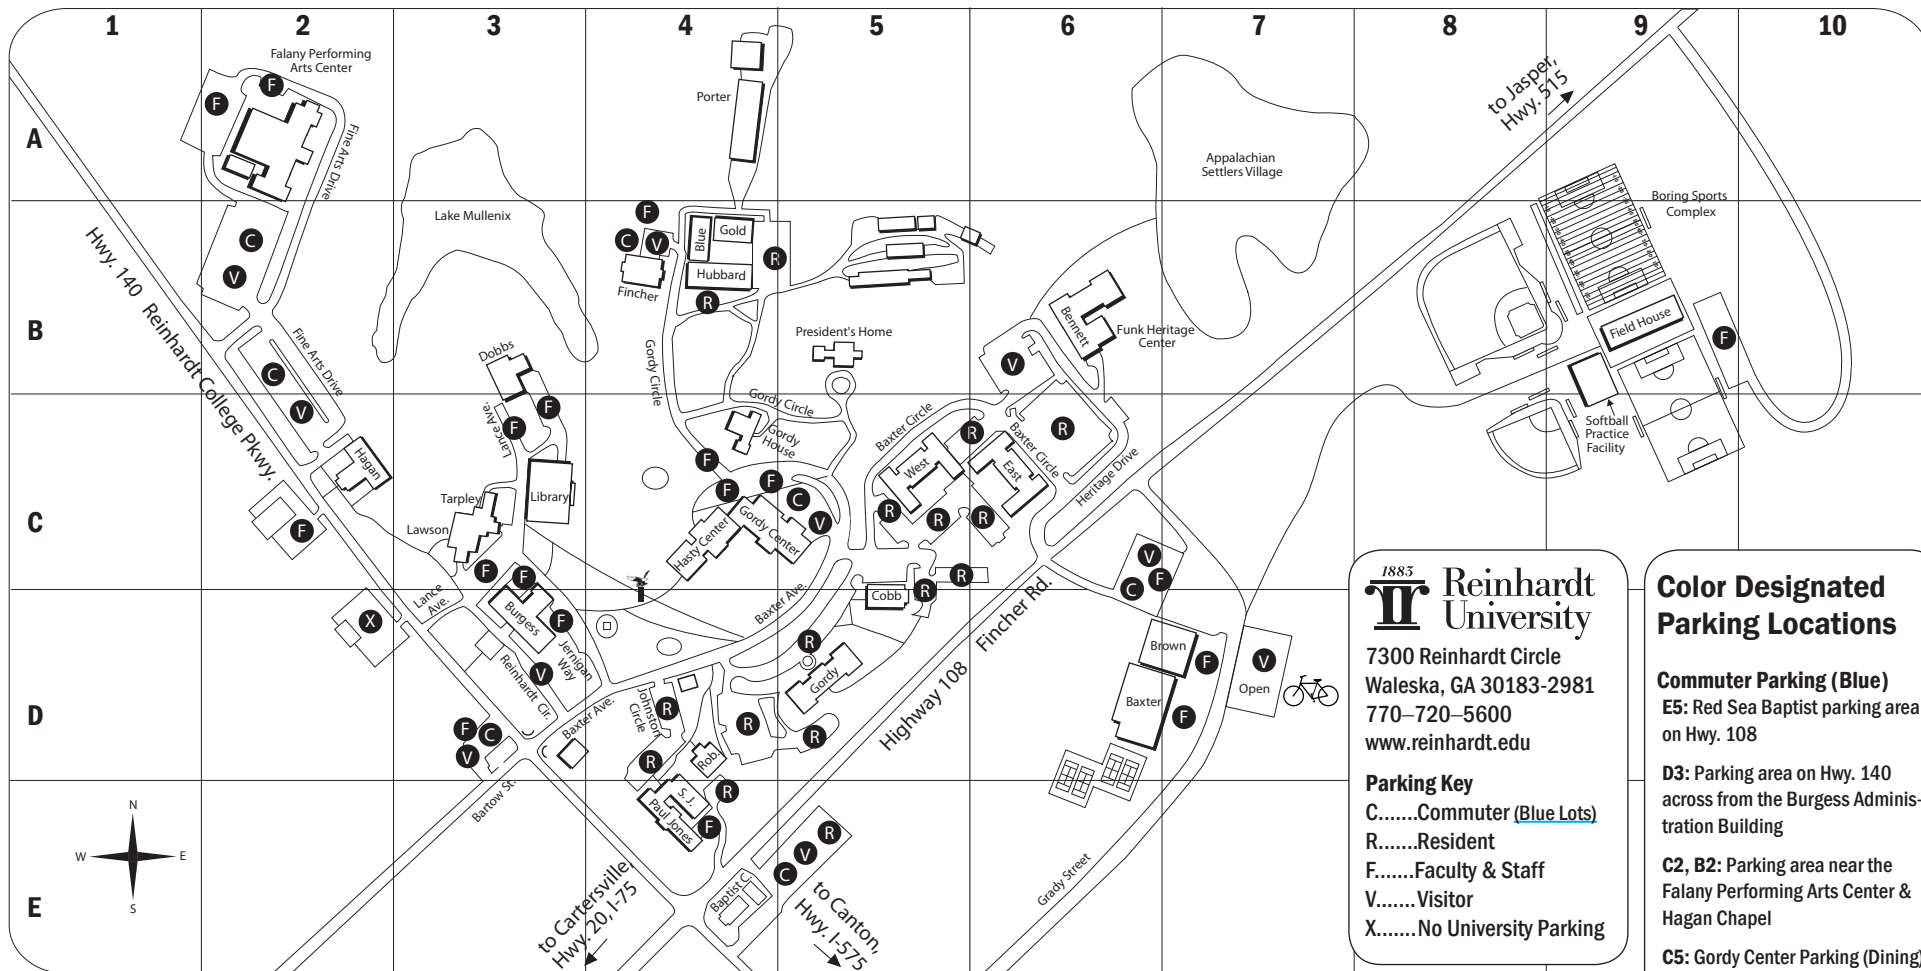 1
2
3
4
5
6
7
8
9
10
A
B
C
D
E
Falany Performing
Arts Center
F
F
Fine Arts Drive
Porter
Appalachian
Settlers Village
to Jasper,
Hwy. 515
Boring Sports
Complex
Lake Mullenix
C
V
F
C
V
Fincher
Blue
Gold
Hubbard
R
R
Hwy. 140 Reinhardt College Pkwy.
Fine Arts Drive
C
V
Hagan
Dobbs
Lance Ave.
F
F
Gordy Circle
President's Home
Gordy Circle
Gordy
House
Bennett
Funk Heritage
Center
V
Field House
F
Softball
Practice
Facility
Baxter Circle
R
Baxter Circle
R
West
East
Heritage Drive
F
F
F
C
V
Hasty Center
Gordy Center
R
R
R
Tarpley
Library
Lawson
F
F
F
Lance
Ave.
X
Burgess
F
V
Jernigan
Way
Reinhardt Cir.
Baxter Ave.
Cobb
R
R
V
C
F
Fincher Rd.
Highway 108
R
Gordy
Brown
F
Baxter
F
V
Open
F
C
V
Baxter Ave.
Johnston
Circle
R
R
R
R
Rob.
Bartow St.
S.J.
Paul Jones
R
F
R
V
C
Baptist C.
Grady Street
N
W
E
S
to Cartersville,
Hwy. 20, I-75
to Canton,
Hwy. I-575
1883
Reinhardt
University
7300 Reinhardt Circle
Waleska, GA 30183-2981
770–720–5600
www.reinhardt.edu
Parking Key
C.......Commuter (Blue Lots)
R.......Resident
F.......Faculty & Staff
V.......Visitor
X.......No University Parking
Color Designated
Parking Locations
Commuter Parking (Blue)
E5: Red Sea Baptist parking area
on Hwy. 108
D3: Parking area on Hwy. 140
across from the Burgess Adminis-
tration Building
C2, B2: Parking area near the
Falany Performing Arts Center &
Hagan Chapel
C5: Gordy Center Parking (Dining)